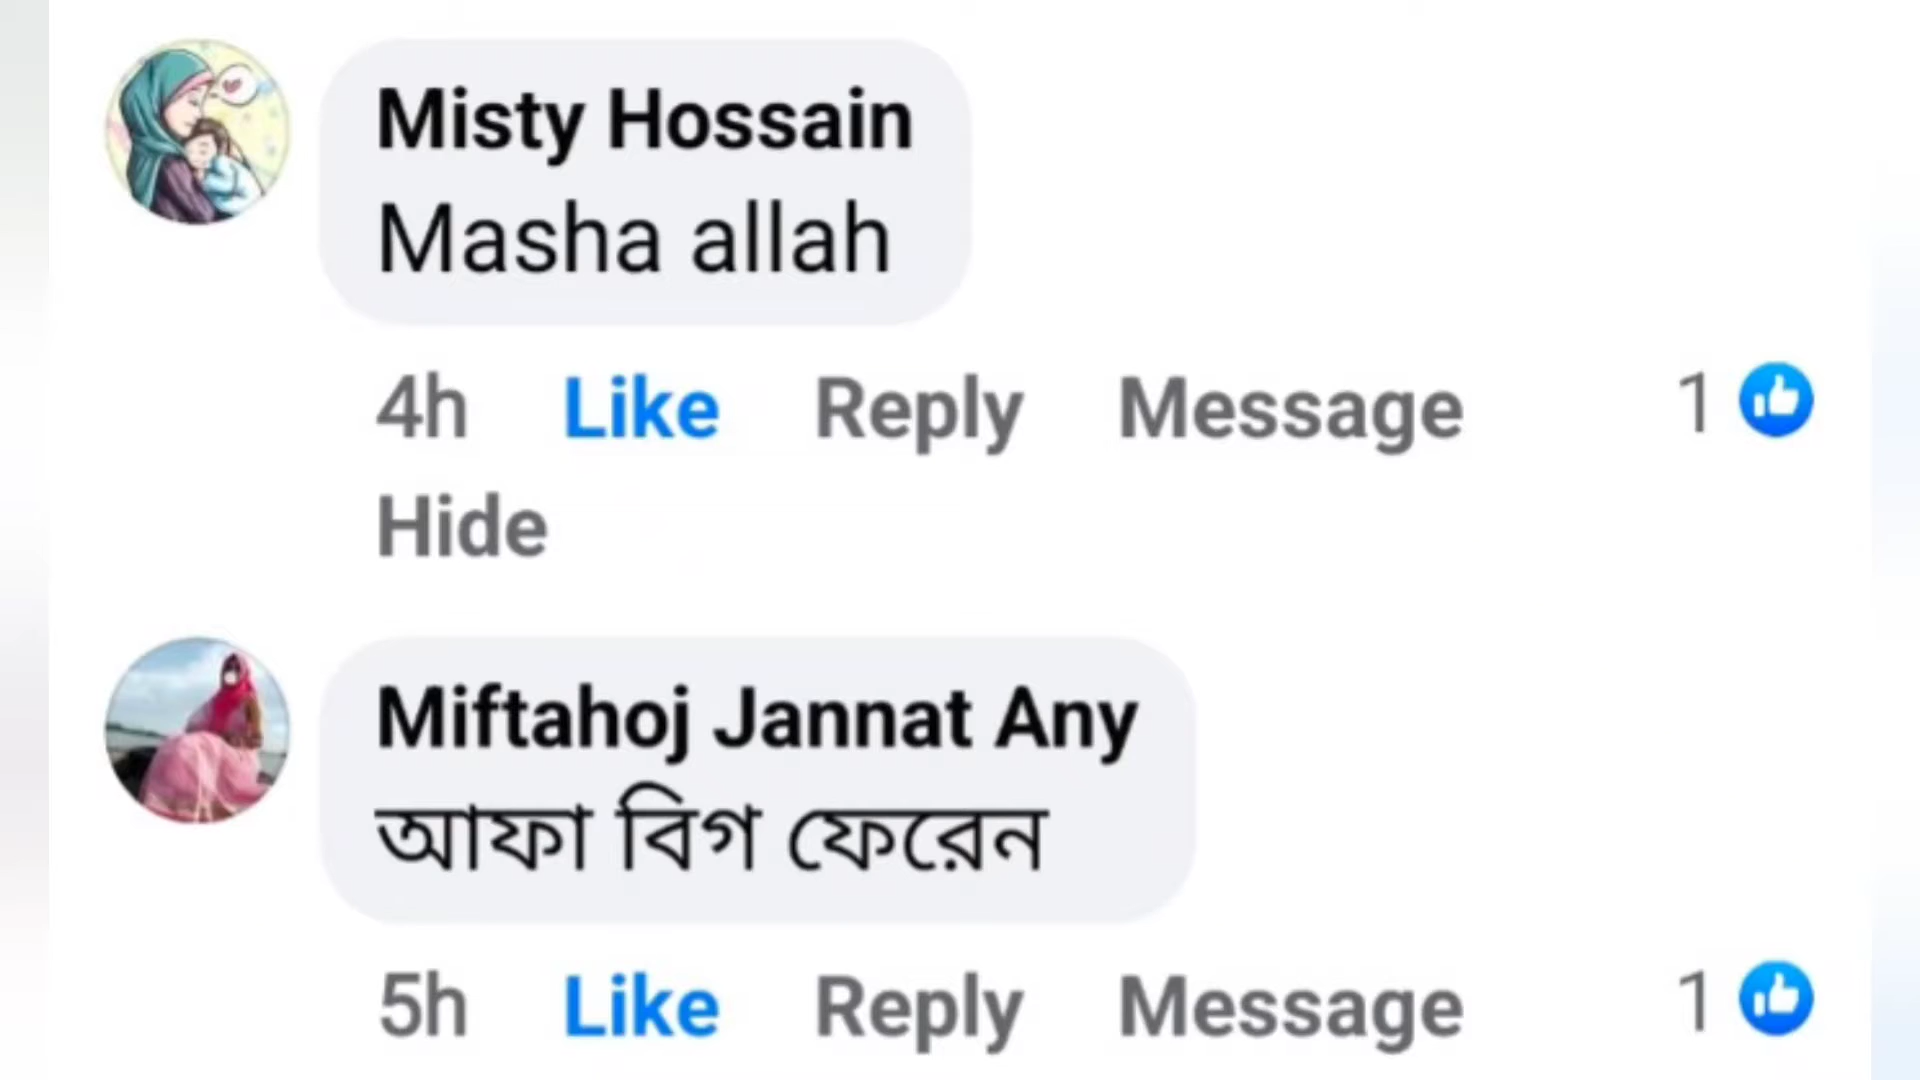 Misty Hossain
Masha allah
4h Like Reply Message 1
Hide
Miftahoj Jannat Any
আফা বিগ ফেরেন
5h Like Reply Message 1